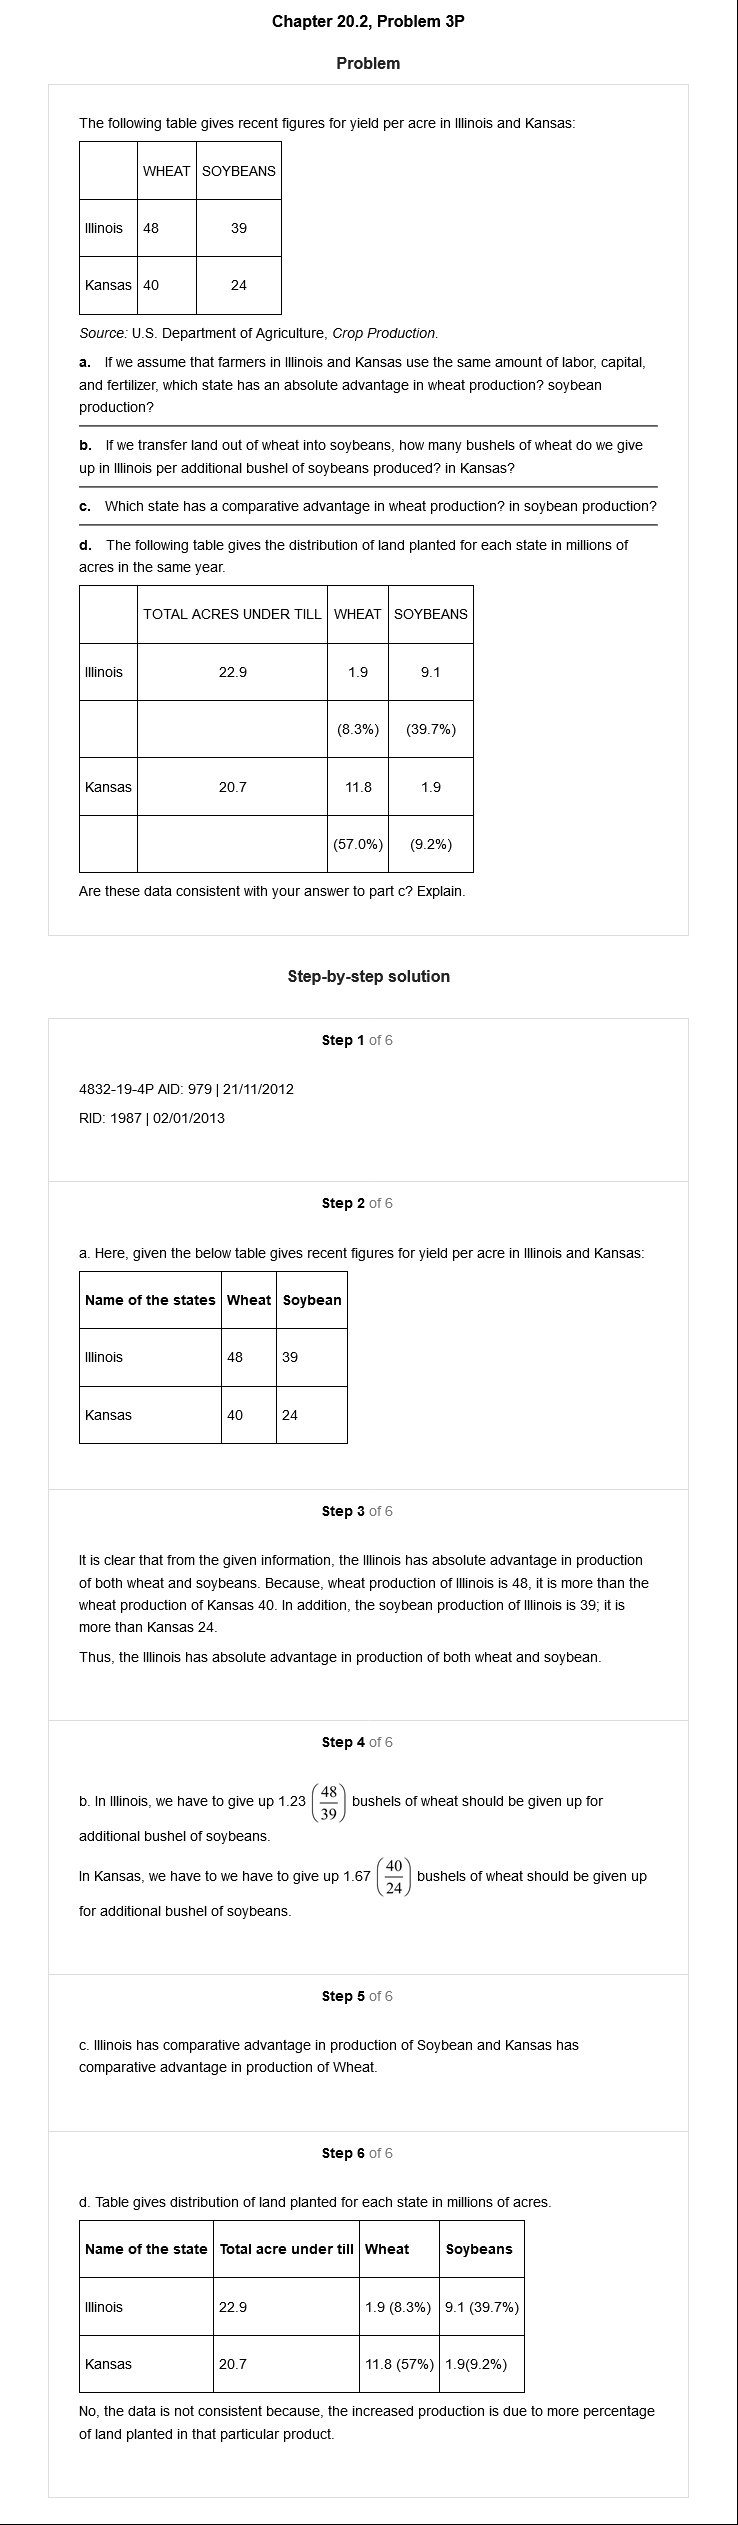 Chapter 20.2, Problem 3P
Problem
The following table gives recent figures for yield per acre in Illinois and Kansas:
WHEAT SOYBEANS
Illinois 48 39
Kansas 40 24
Source: U.S. Department of Agriculture, Crop Production.
a. If we assume that farmers in Illinois and Kansas use the same amount of labor, capital,
and fertilizer, which state has an absolute advantage in wheat production? soybean
production?
b. If we transfer land out of wheat into soybeans, how many bushels of wheat do we give
up in Illinois per additional bushel of soybeans produced? in Kansas?
c. Which state has a comparative advantage in wheat production? in soybean production?
d. The following table gives the distribution of land planted for each state in millions of
acres in the same year.
TOTAL ACRES UNDER TILL WHEAT SOYBEANS
Illinois 22.9 1.9 9.1
(8.3%) (39.7%)
Kansas 20.7 11.8 1.9
(57.0%) (9.2%)
Are these data consistent with your answer to part c? Explain.
Step-by-step solution
Step 1 of 6
4832-19-4P AID: 979 | 21/11/2012
RID: 1987 | 02/01/2013
Step 2 of 6
a. Here, given the below table gives recent figures for yield per acre in Illinois and Kansas:
Name of the states Wheat Soybean
Illinois 48 39
Kansas 40 24
Step 3 of 6
It is clear that from the given information, the Illinois has absolute advantage in production
of both wheat and soybeans. Because, wheat production of Illinois is 48, it is more than the
wheat production of Kansas 40. In addition, the soybean production of Illinois is 39; it is
more than Kansas 24.
Thus, the Illinois has absolute advantage in production of both wheat and soybean.
Step 4 of 6
b. In Illinois, we have to give up 1.23 (48/39) bushels of wheat should be given up for
additional bushel of soybeans.
In Kansas, we have to we have to give up 1.67 (40/24) bushels of wheat should be given up
for additional bushel of soybeans.
Step 5 of 6
c. Illinois has comparative advantage in production of Soybean and Kansas has
comparative advantage in production of Wheat.
Step 6 of 6
d. Table gives distribution of land planted for each state in millions of acres.
Name of the state Total acre under till Wheat Soybeans
Illinois 22.9 1.9 (8.3%) 9.1 (39.7%)
Kansas 20.7 11.8 (57%) 1.9(9.2%)
No, the data is not consistent because, the increased production is due to more percentage
of land planted in that particular product.